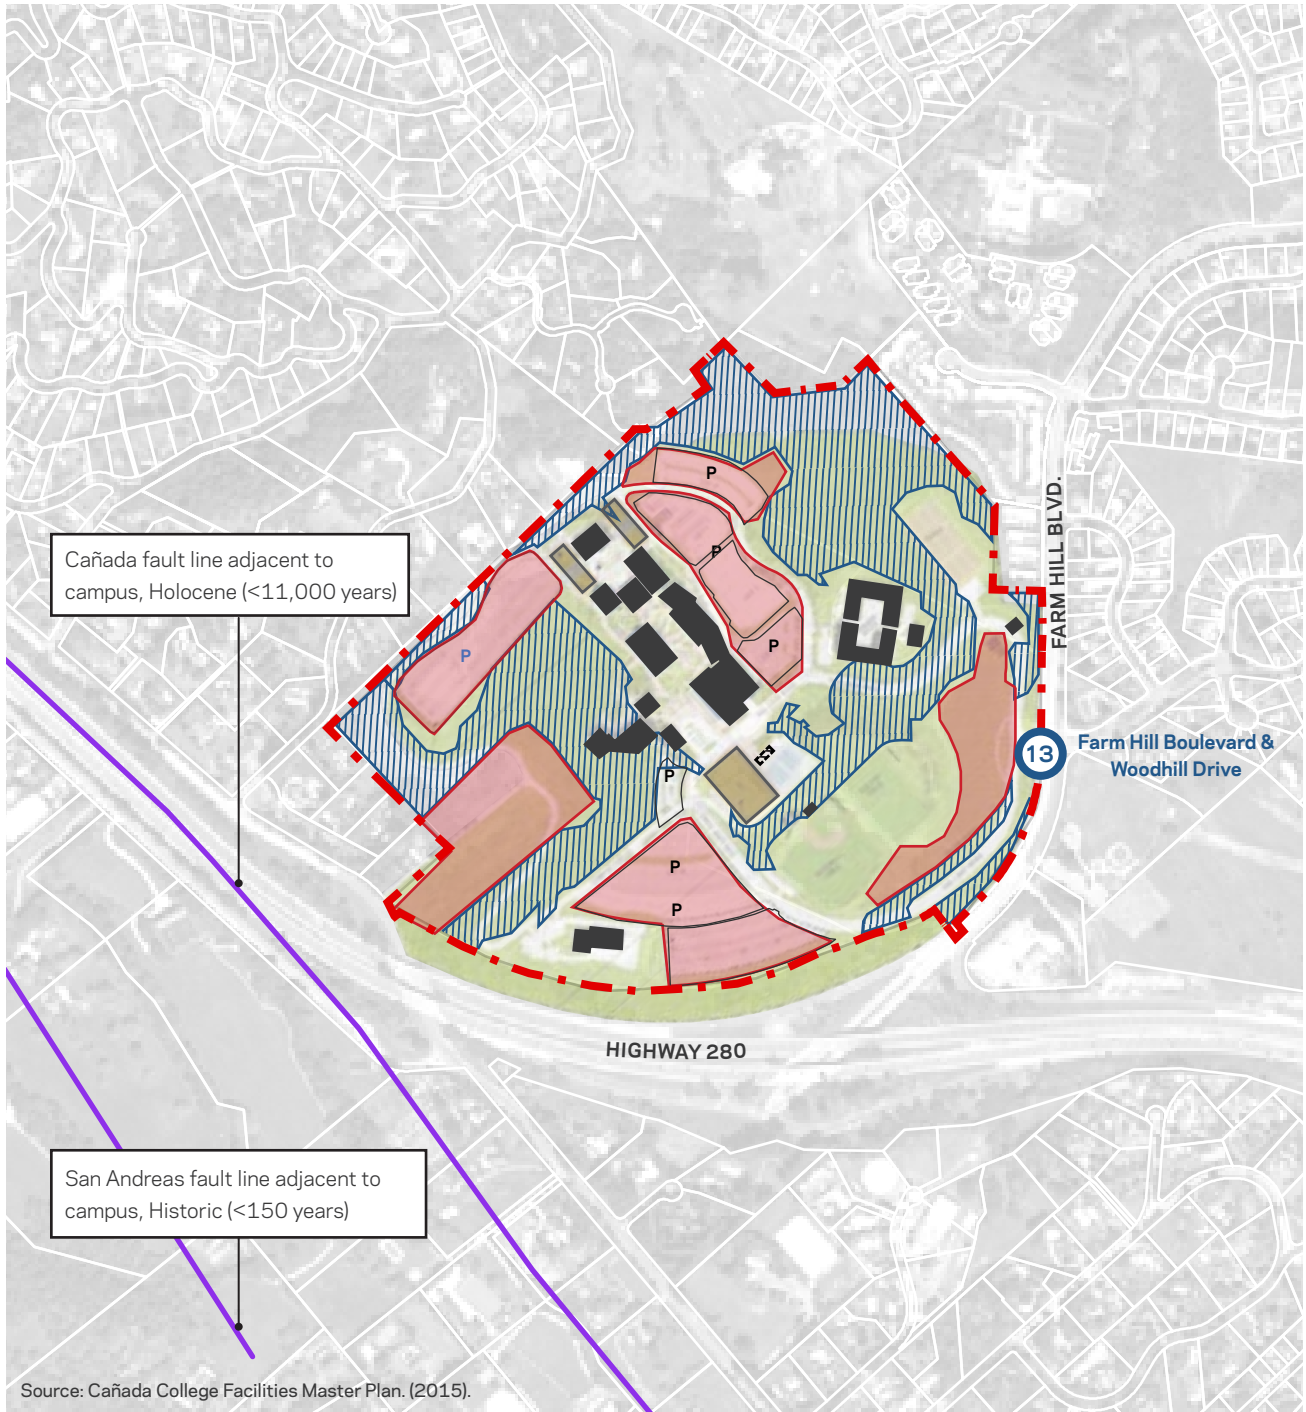 P
P
P
P
P
P
P
FARM HILL BLVD.
Cañada fault line adjacent to
campus, Holocene (<11,000 years)
13
Farm Hill Boulevard &
Woodhill Drive
HIGHWAY 280
San Andreas fault line adjacent to
campus, Historic (<150 years)
Source: Cañada College Facilities Master Plan. (2015).